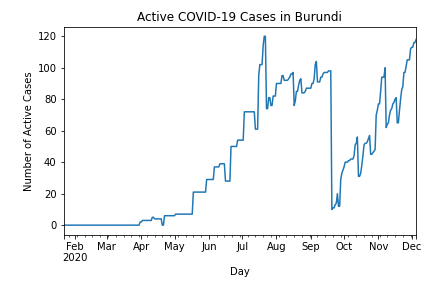 Active COVID-19 Cases in Burundi
Number of Active Cases
120
100
80
60
40
20
0
Feb Mar Apr May Jun Jul Aug Sep Oct Nov Dec
2020
Day